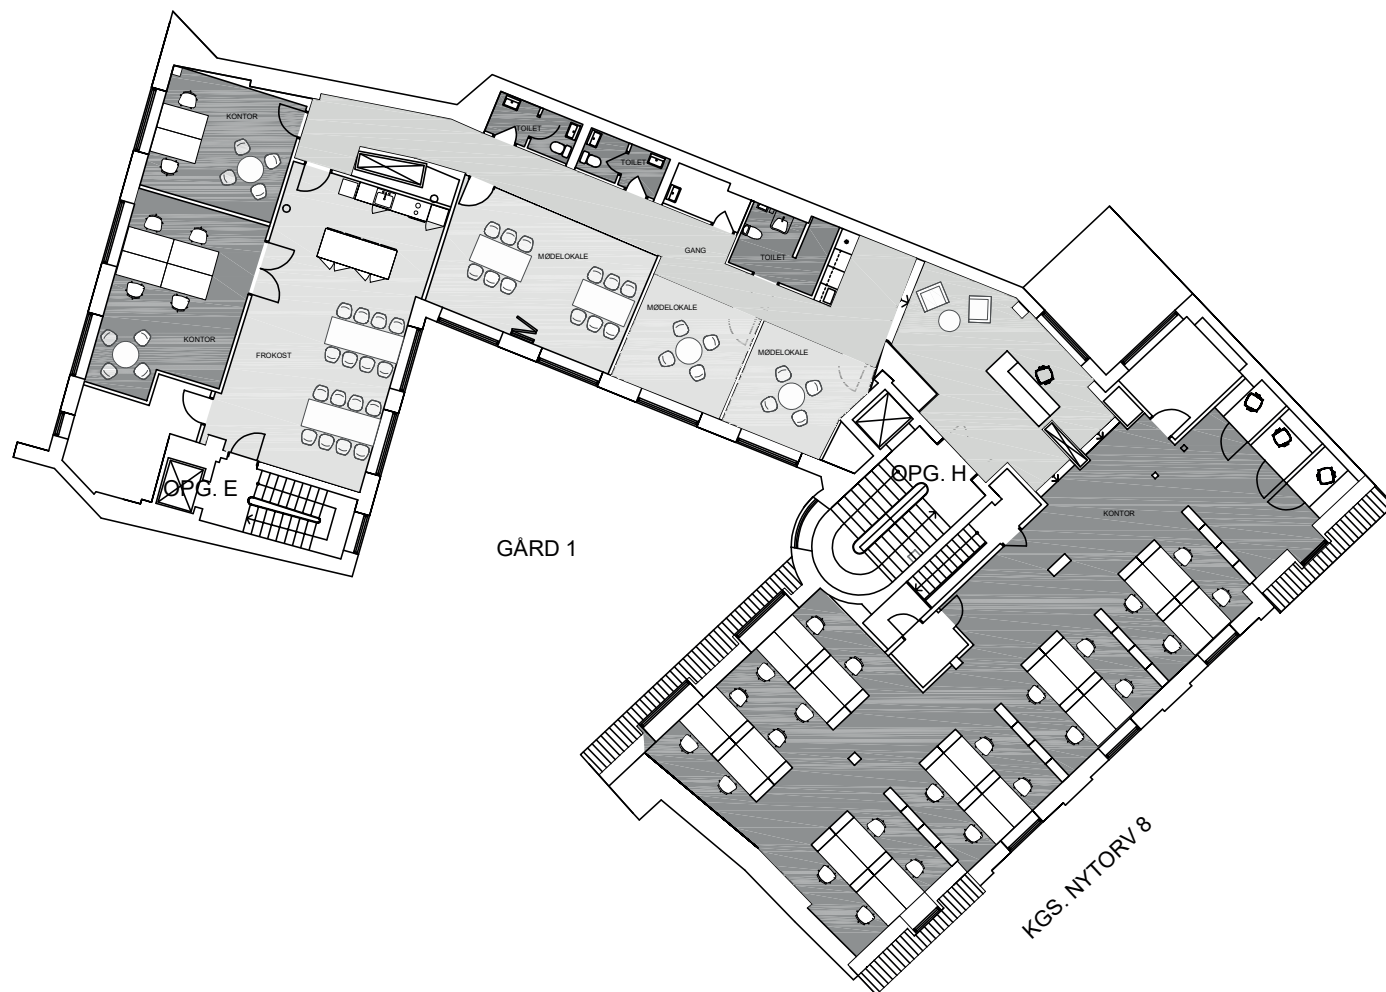 KONTOR
TOILET
TOILET
GANG
TOILET
MØDELOKALE
MØDELOKALE
MØDELOKALE
KONTOR
FROKOST
OPG. E
OPG. H
GÅRD 1
KONTOR
KGS. NYTORV 8